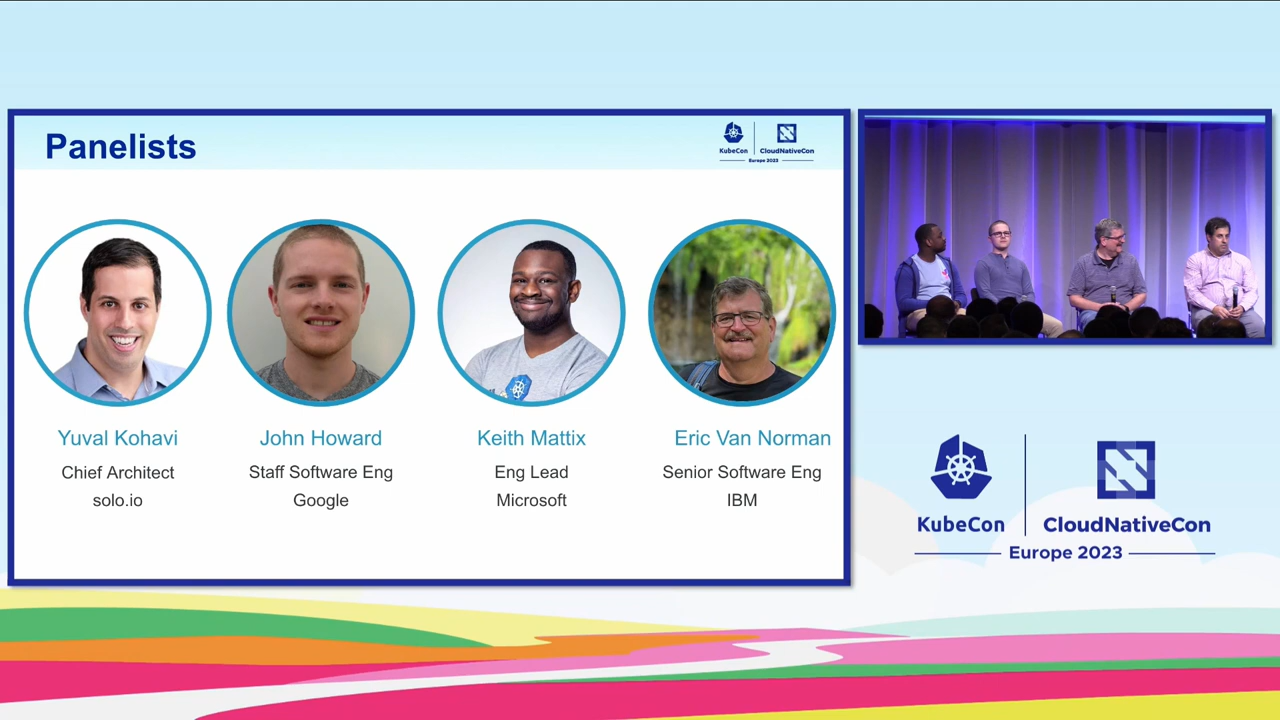 Panelists
KubeCon
CloudNativeCon
Europe 2023
Yuval Kohavi
Chief Architect
solo.io
John Howard
Staff Software Eng
Google
Keith Mattix
Eng Lead
Microsoft
Eric Van Norman
Senior Software Eng
IBM
KubeCon
CloudNativeCon
Europe 2023